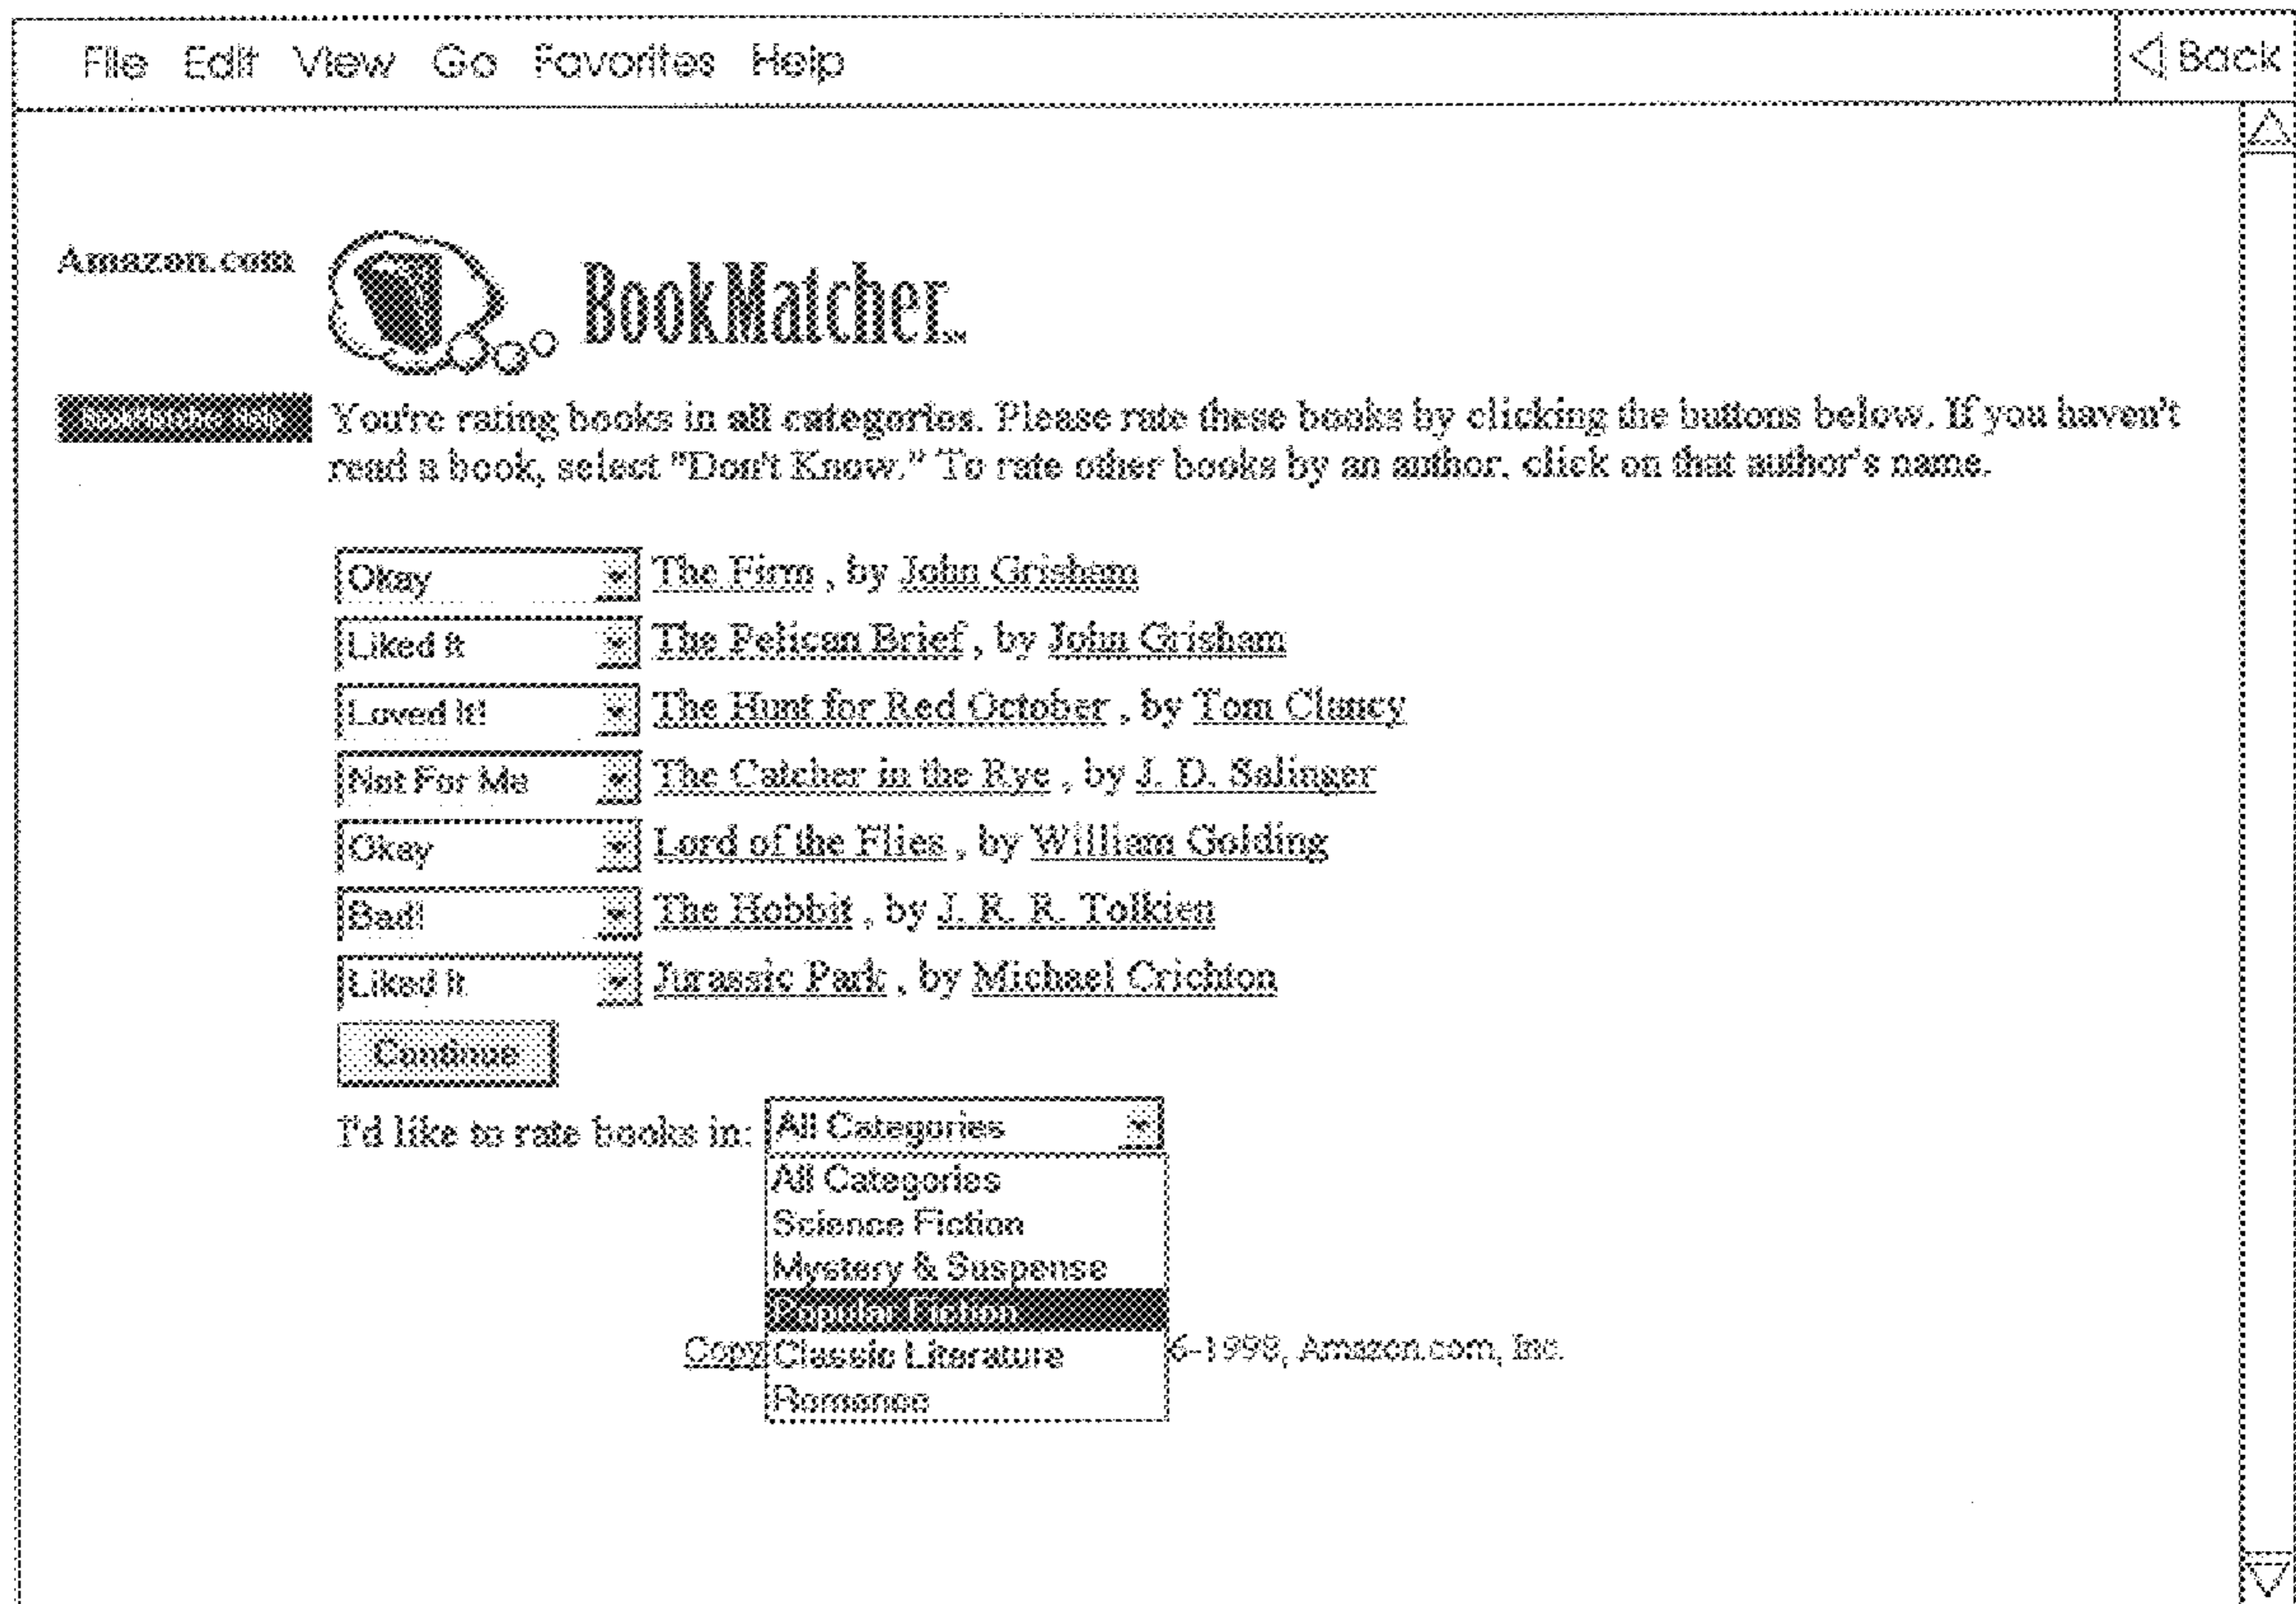 File Edit View Go Favorites Help
Back
Amazon.com
BookMatcher™
You're rating books in all categories. Please rate these books by clicking the buttons below. If you haven't
read a book, select "Don't Know." To rate other books by an author, click on that author's name.
Okay The Firm , by John Grisham
Liked it The Pelican Brief , by John Grisham
Loved it! The Hunt for Red October , by Tom Clancy
Not For Me The Catcher in the Rye , by J. D. Salinger
Okay Lord of the Flies , by William Golding
Bad! The Hobbit , by J. R. R. Tolkien
Liked it Jurassic Park , by Michael Crichton
Continue
I'd like to rate books in: All Categories
All Categories
Science Fiction
Mystery & Suspense
Popular Fiction
Copy Classic Literature 6-1998, Amazon.com, Inc.
Romance